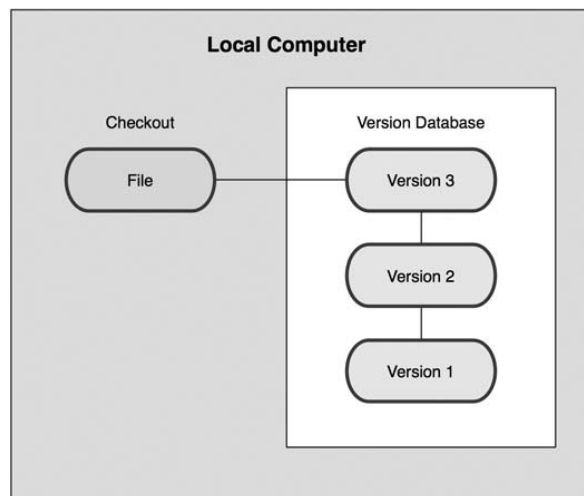 Local Computer
Checkout
Version Database
File
Version 3
Version 2
Version 1